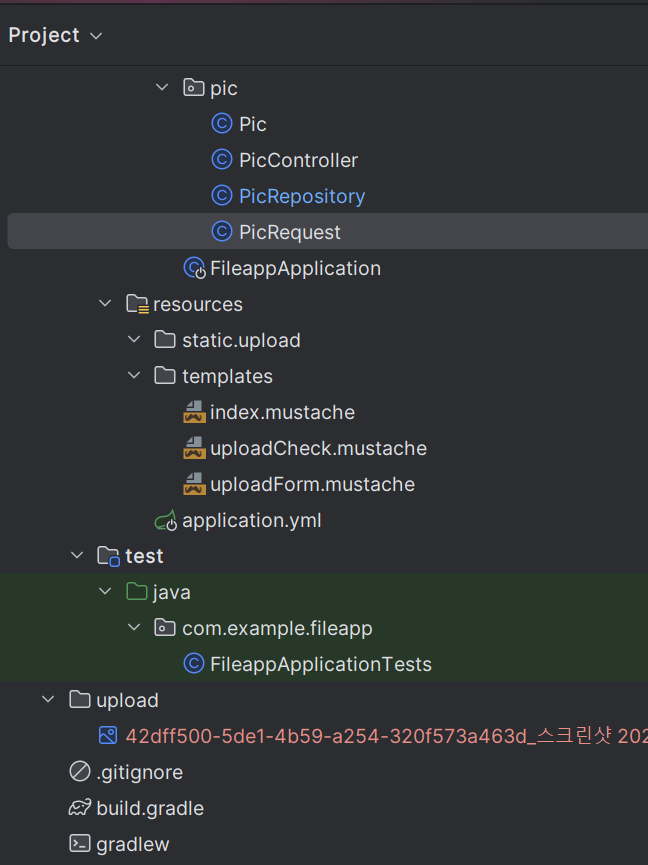 Project
pic
Pic
PicController
PicRepository
PicRequest
FileappApplication
resources
static.upload
templates
index.mustache
uploadCheck.mustache
uploadForm.mustache
application.yml
test
java
com.example.fileapp
FileappApplicationTests
upload
42dff500-5de1-4b59-a254-320f573a463d_스크린샷 202
.gitignore
build.gradle
gradlew